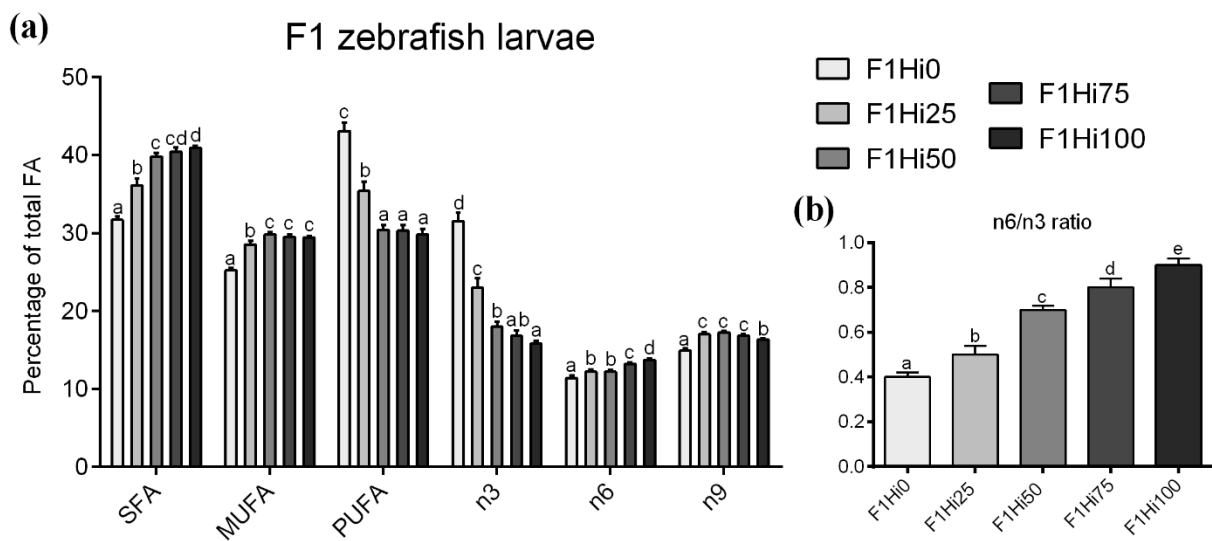 (a)
F1 zebrafish larvae
Percentage of total FA
50
40
30
20
10
0
a b c cd d
a b c c c
c b a a a
d c b ab a
a b b c d
a c c c b
SFA MUFA PUFA n3 n6 n9
F1Hi0
F1Hi25
F1Hi50
F1Hi75
F1Hi100
(b)
n6/n3 ratio
1.0
0.8
0.6
0.4
0.2
0.0
a b c d e
F1Hi0 F1Hi25 F1Hi50 F1Hi75 F1Hi100